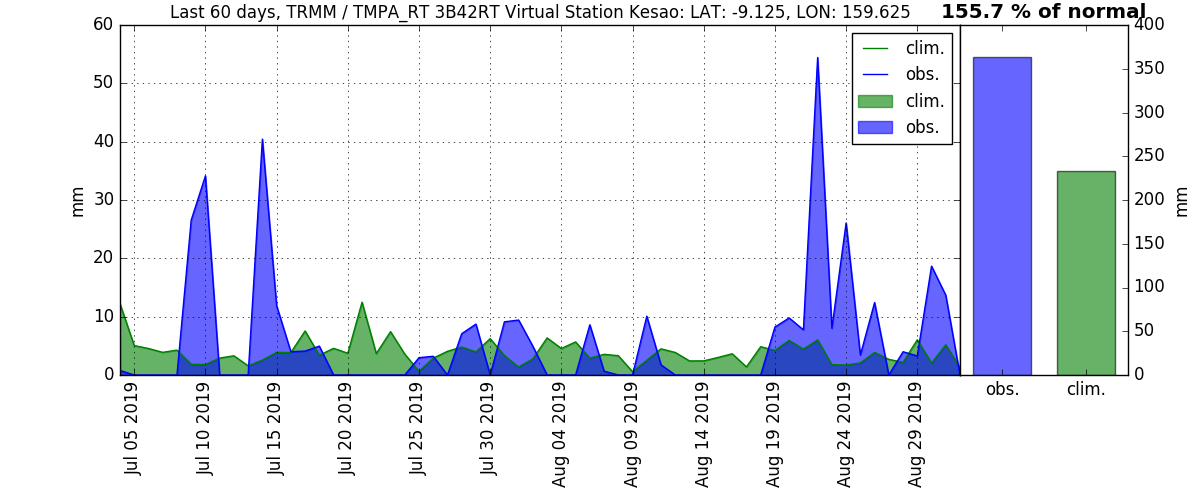 Last 60 days, TRMM / TMPA_RT 3B42RT Virtual Station Kesao: LAT: -9.125, LON: 159.625
155.7 % of normal
mm
60
50
40
30
20
10
0
clim.
obs.
clim.
obs.
400
350
300
250
200
150
100
50
0
mm
Jul 05 2019
Jul 10 2019
Jul 15 2019
Jul 20 2019
Jul 25 2019
Jul 30 2019
Aug 04 2019
Aug 09 2019
Aug 14 2019
Aug 19 2019
Aug 24 2019
Aug 29 2019
obs.
clim.